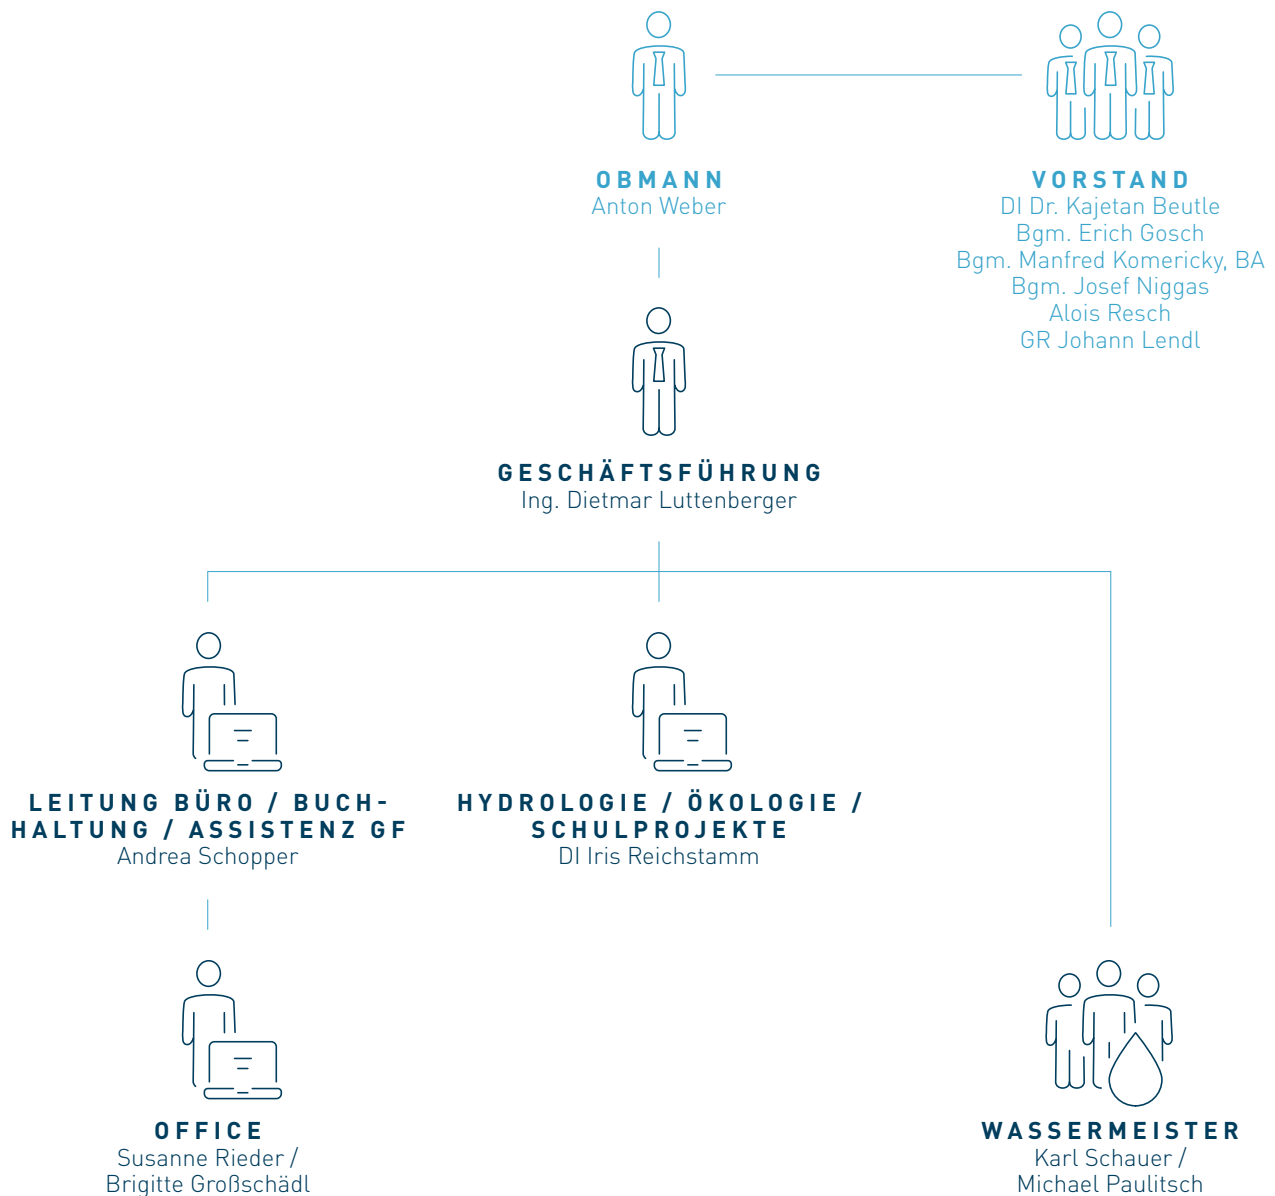 OBMANN
Anton Weber
VORSTAND
DI Dr. Kajetan Beutle
Bgm. Erich Gosch
Bgm. Manfred Komericky, BA
Bgm. Josef Niggas
Alois Resch
GR Johann Lendl
GESCHÄFTSFÜHRUNG
Ing. Dietmar Luttenberger
LEITUNG BÜRO / BUCH-
HALTUNG / ASSISTENZ GF
Andrea Schopper
HYDROLOGIE / ÖKOLOGIE /
SCHULPROJEKTE
DI Iris Reichstamm
OFFICE
Susanne Rieder /
Brigitte Großschädl
WASSERMEISTER
Karl Schauer /
Michael Paulitsch